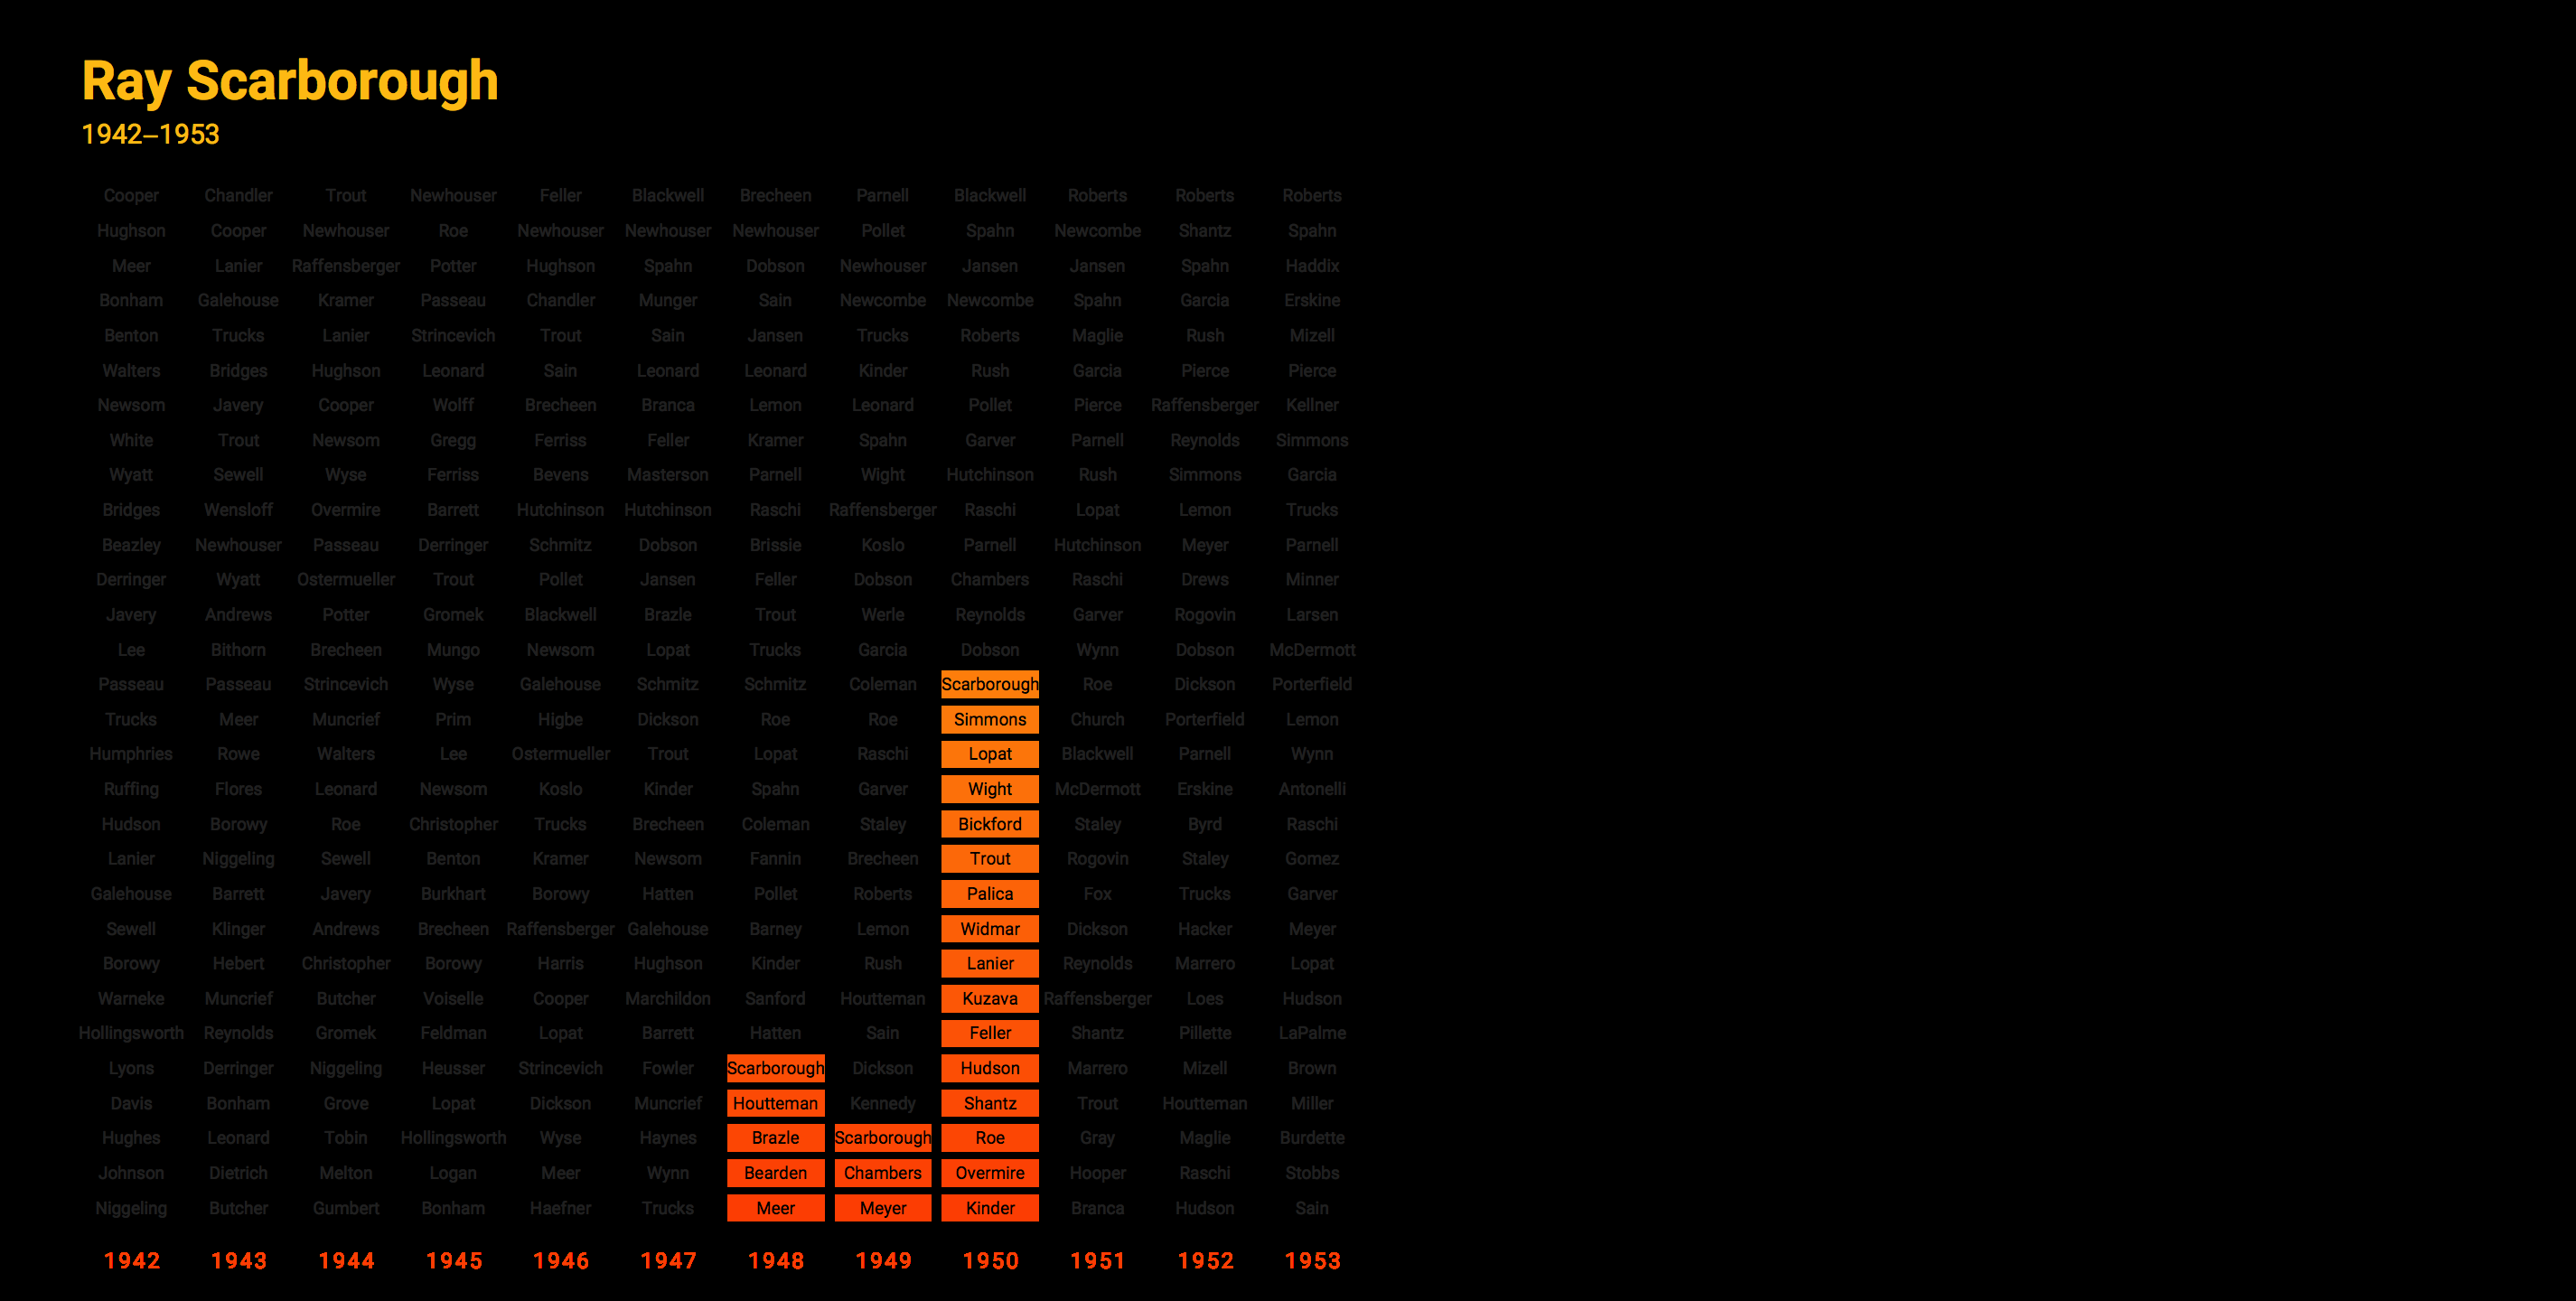 Ray Scarborough
1942–1953
Cooper Chandler Trout Newhouser Feller Blackwell Brecheen Parnell Blackwell Roberts Roberts Roberts
Hughson Cooper Newhouser Roe Newhouser Newhouser Newhouser Pollet Spahn Newcombe Shantz Spahn
Meer Lanier Raffensberger Potter Hughson Spahn Dobson Newhouser Jansen Jansen Spahn Haddix
Bonham Galehouse Kramer Passeau Chandler Munger Sain Newcombe Newcombe Spahn Garcia Erskine
Benton Trucks Lanier Strincevich Trout Sain Jansen Trucks Roberts Maglie Rush Mizell
Walters Bridges Hughson Leonard Sain Leonard Leonard Kinder Rush Garcia Pierce Pierce
Newsom Javery Cooper Wolff Brecheen Branca Lemon Leonard Pollet Pierce Raffensberger Kellner
White Trout Newsom Gregg Ferriss Feller Kramer Spahn Garver Parnell Reynolds Simmons
Wyatt Sewell Wyse Ferriss Bevens Masterson Parnell Wight Hutchinson Rush Simmons Garcia
Bridges Wensloff Overmire Barrett Hutchinson Hutchinson Raschi Raffensberger Raschi Lopat Lemon Trucks
Beazley Newhouser Passeau Derringer Schmitz Dobson Brissie Koslo Parnell Hutchinson Meyer Parnell
Derringer Wyatt Ostermueller Trout Pollet Jansen Feller Dobson Chambers Raschi Drews Minner
Javery Andrews Potter Gromek Blackwell Brazle Trout Werle Reynolds Garver Rogovin Larsen
Lee Bithorn Brecheen Mungo Newsom Lopat Trucks Garcia Dobson Wynn Dobson McDermott
Passeau Passeau Strincevich Wyse Galehouse Schmitz Schmitz Coleman Scarborough Roe Dickson Porterfield
Trucks Meer Muncrief Prim Higbe Dickson Roe Roe Simmons Church Porterfield Lemon
Humphries Rowe Walters Lee Ostermueller Trout Lopat Raschi Lopat Blackwell Parnell Wynn
Ruffing Flores Leonard Newsom Koslo Kinder Spahn Garver Wight McDermott Erskine Antonelli
Hudson Borowy Roe Christopher Trucks Brecheen Coleman Staley Bickford Staley Byrd Raschi
Lanier Niggeling Sewell Benton Kramer Newsom Fannin Brecheen Trout Rogovin Staley Gomez
Galehouse Barrett Javery Burkhart Borowy Hatten Pollet Roberts Palica Fox Trucks Garver
Sewell Klinger Andrews Brecheen Raffensberger Galehouse Barney Lemon Widmar Dickson Hacker Meyer
Borowy Hebert Christopher Borowy Harris Hughson Kinder Rush Lanier Reynolds Marrero Lopat
Warneke Muncrief Butcher Voiselle Cooper Marchildon Sanford Houtteman Kuzava Raffensberger Loes Hudson
Hollingsworth Reynolds Gromek Feldman Lopat Barrett Hatten Sain Feller Shantz Pillette LaPalme
Lyons Derringer Niggeling Heusser Strincevich Fowler Scarborough Dickson Hudson Marrero Mizell Brown
Davis Bonham Grove Lopat Dickson Muncrief Houtteman Kennedy Shantz Trout Houtteman Miller
Hughes Leonard Tobin Hollingsworth Wyse Haynes Brazle Scarborough Roe Gray Maglie Burdette
Johnson Dietrich Melton Logan Meer Wynn Bearden Chambers Overmire Hooper Raschi Stobbs
Niggeling Butcher Gumbert Bonham Haefner Trucks Meer Meyer Kinder Branca Hudson Sain
1942 1943 1944 1945 1946 1947 1948 1949 1950 1951 1952 1953